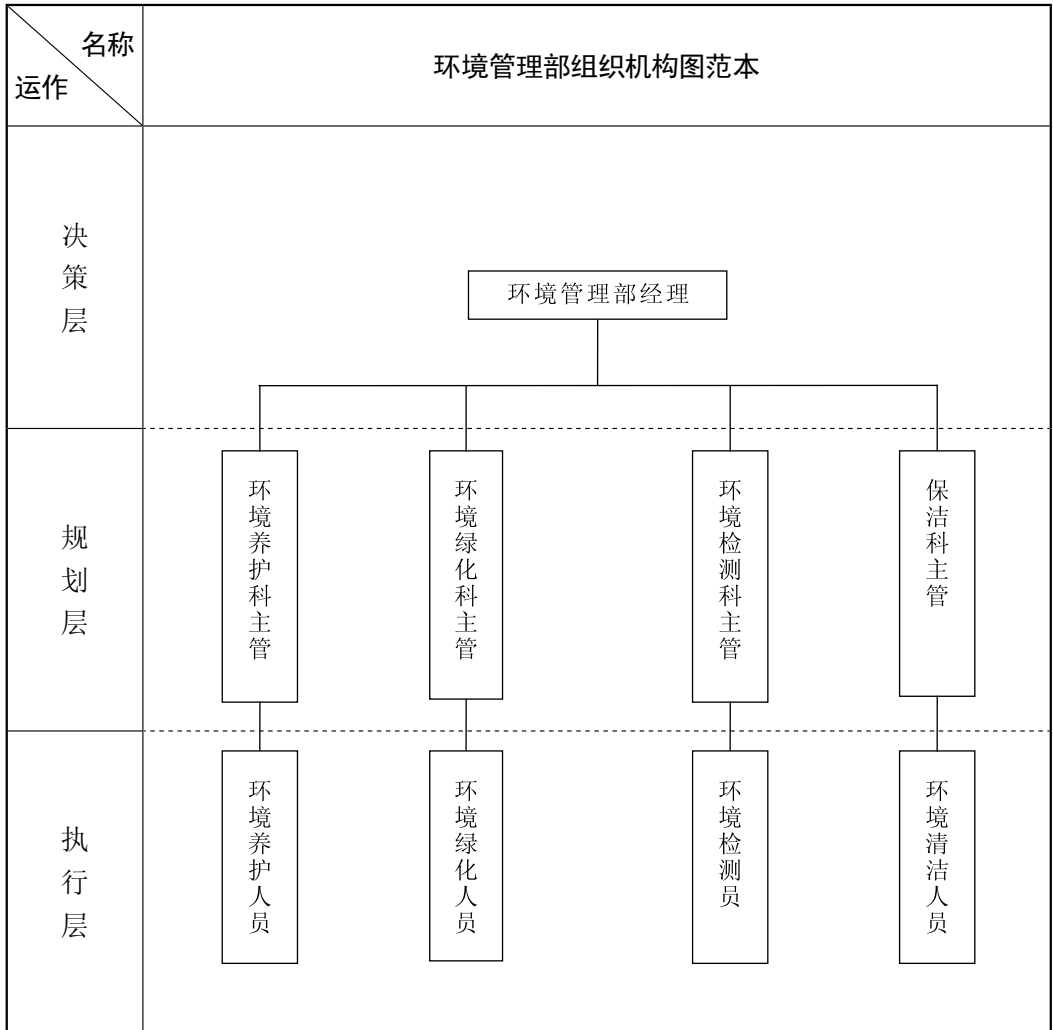 名称
运作
环境管理部组织机构图范本
决策层
环境管理部经理
规划层
环境养护科主管
环境绿化科主管
环境检测科主管
保洁科主管
执行层
环境养护人员
环境绿化人员
环境检测员
环境清洁人员